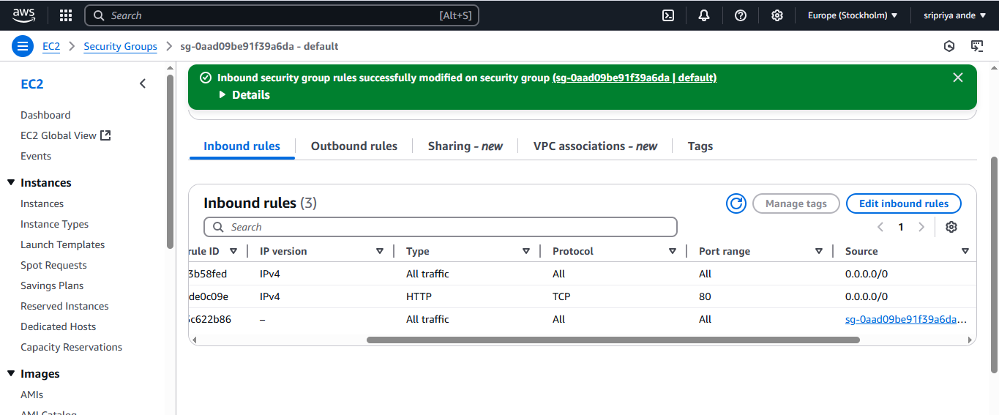 aws
Search [Alt+S]
Europe (Stockholm)
sripriya ande
EC2 > Security Groups > sg-0aad09be91f39a6da - default
EC2
Dashboard
EC2 Global View
Events
Instances
Instances
Instance Types
Launch Templates
Spot Requests
Savings Plans
Reserved Instances
Dedicated Hosts
Capacity Reservations
Images
AMIs
AMI Catalog
Inbound security group rules successfully modified on security group (sg-0aad09be91f39a6da | default)
Details
Inbound rules
Outbound rules
Sharing - new
VPC associations - new
Tags
Inbound rules (3)
Manage tags
Edit inbound rules
Search
1
rule ID IP version Type Protocol Port range Source
3b58fed IPv4 All traffic All All 0.0.0.0/0
de0c09e IPv4 HTTP TCP 80 0.0.0.0/0
c622b86 – All traffic All All sg-0aad09be91f39a6da...